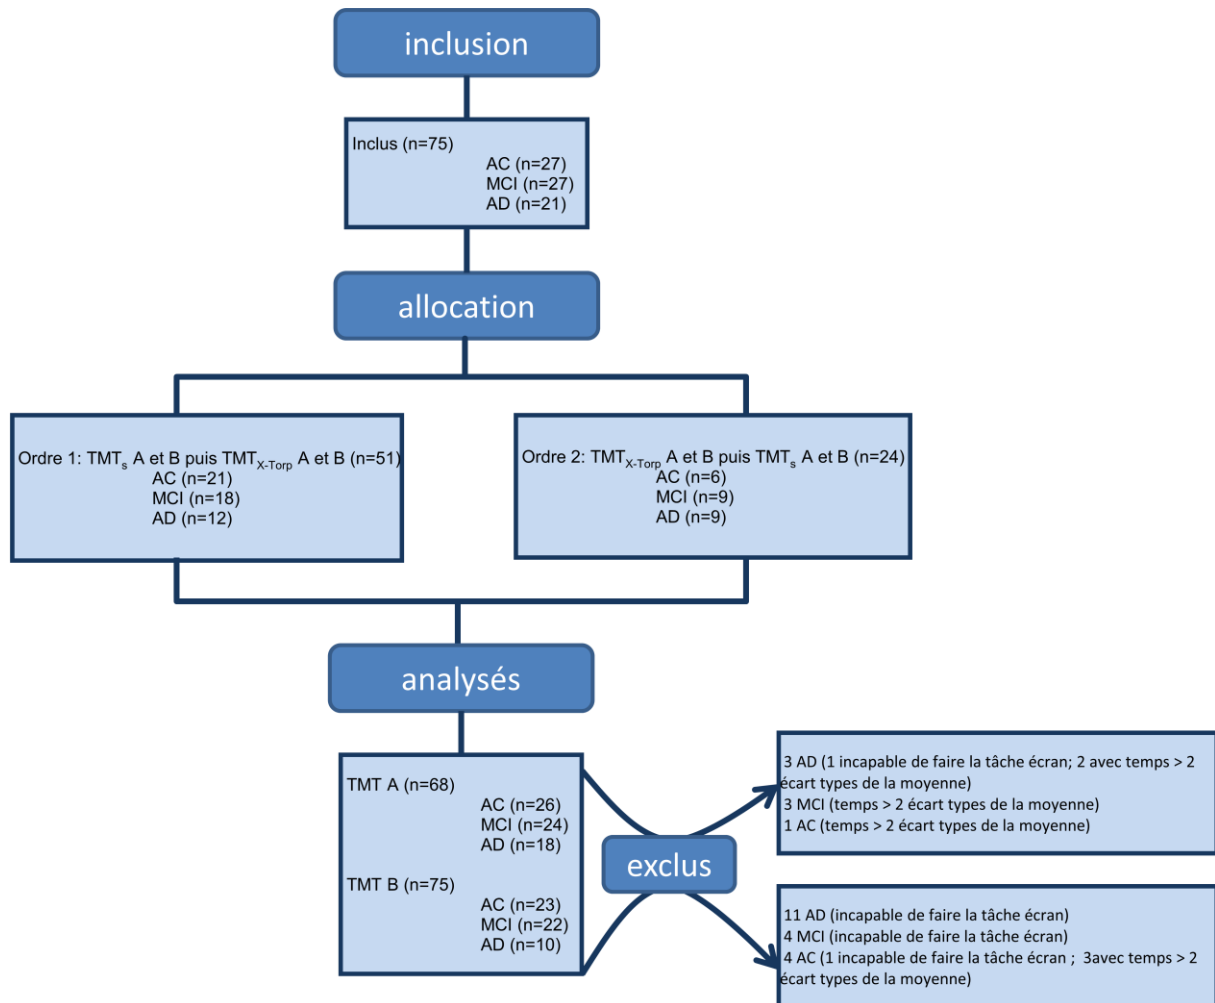 inclusion
Inclus (n=75)
AC (n=27)
MCI (n=27)
AD (n=21)
allocation
Ordre 1: TMTs A et B puis TMTX-Torp A et B (n=51)
AC (n=21)
MCI (n=18)
AD (n=12)
Ordre 2: TMTX-Torp A et B puis TMTs A et B (n=24)
AC (n=6)
MCI (n=9)
AD (n=9)
analysés
TMT A (n=68)
AC (n=26)
MCI (n=24)
AD (n=18)
TMT B (n=75)
AC (n=23)
MCI (n=22)
AD (n=10)
exclus
3 AD (1 incapable de faire la tâche écran; 2 avec temps > 2
écart types de la moyenne)
3 MCI (temps > 2 écart types de la moyenne)
1 AC (temps > 2 écart types de la moyenne)
11 AD (incapable de faire la tâche écran)
4 MCI (incapable de faire la tâche écran)
4 AC (1 incapable de faire la tâche écran ; 3avec temps > 2
écart types de la moyenne)